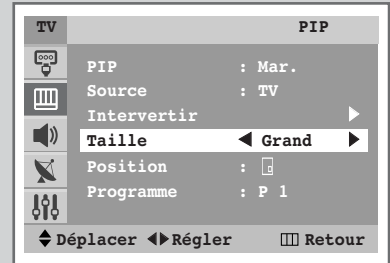 TV PIP
PIP : Mar.
Source : TV
Intervertir
Taille ◀ Grand ▶
Position :
Programme : P 1
Déplacer Régler Retour